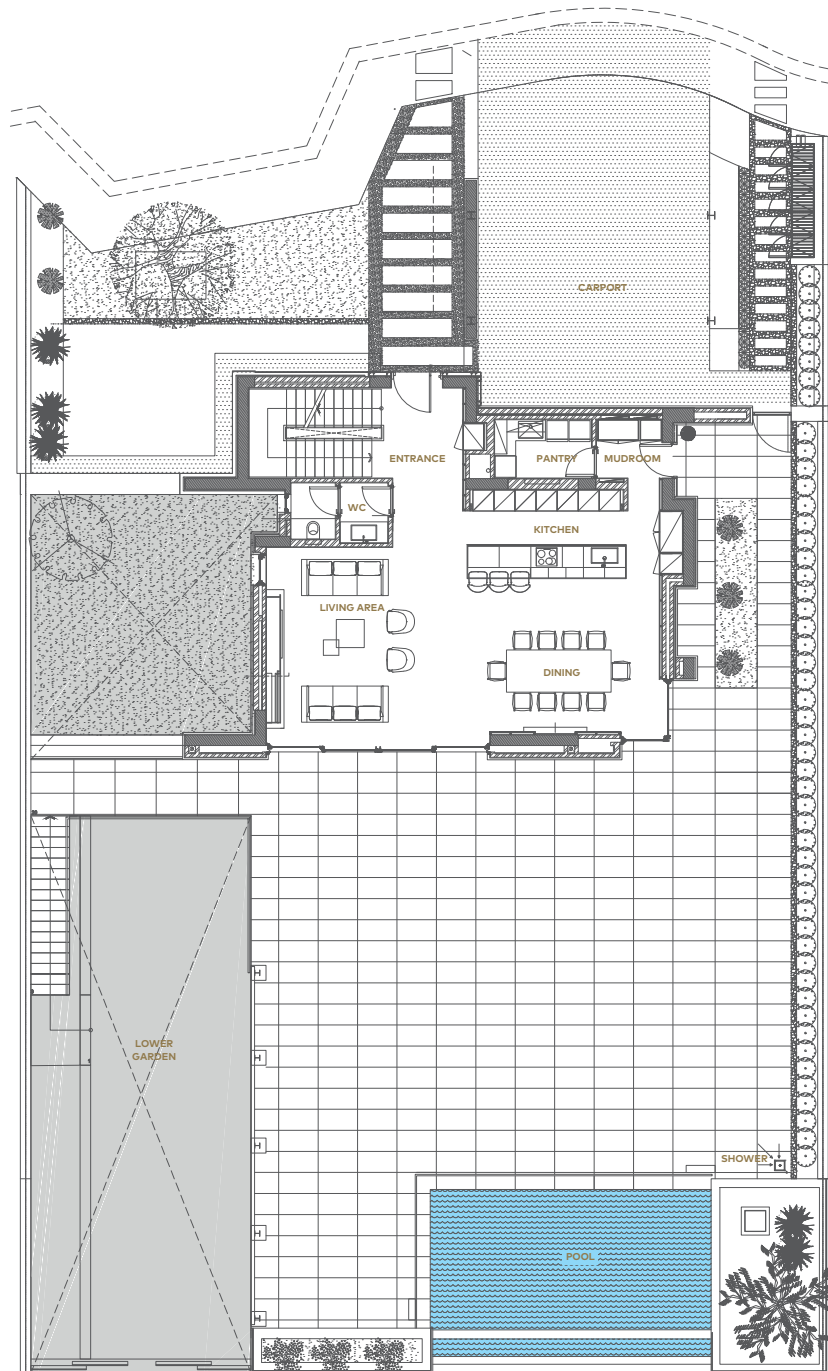 CARPORT
ENTRANCE
PANTRY
MUDROOM
WC
KITCHEN
LIVING AREA
DINING
LOWER
GARDEN
SHOWER
POOL